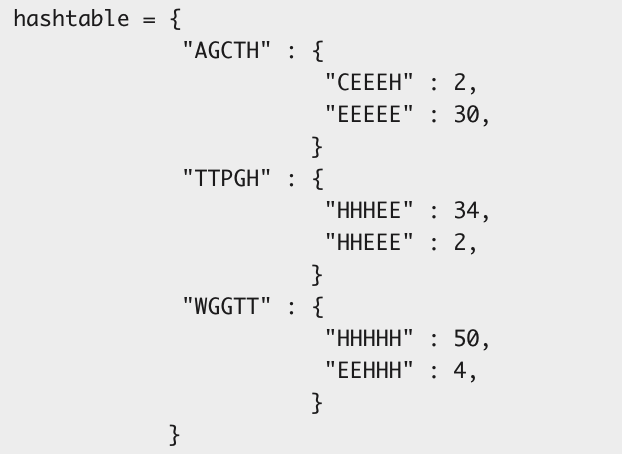 hashtable = {
"AGCTH" : {
"CEEEH" : 2,
"EEEEE" : 30,
}
"TTPGH" : {
"HHHEE" : 34,
"HHEEE" : 2,
}
"WGGTT" : {
"HHHHH" : 50,
"EEHHH" : 4,
}
}